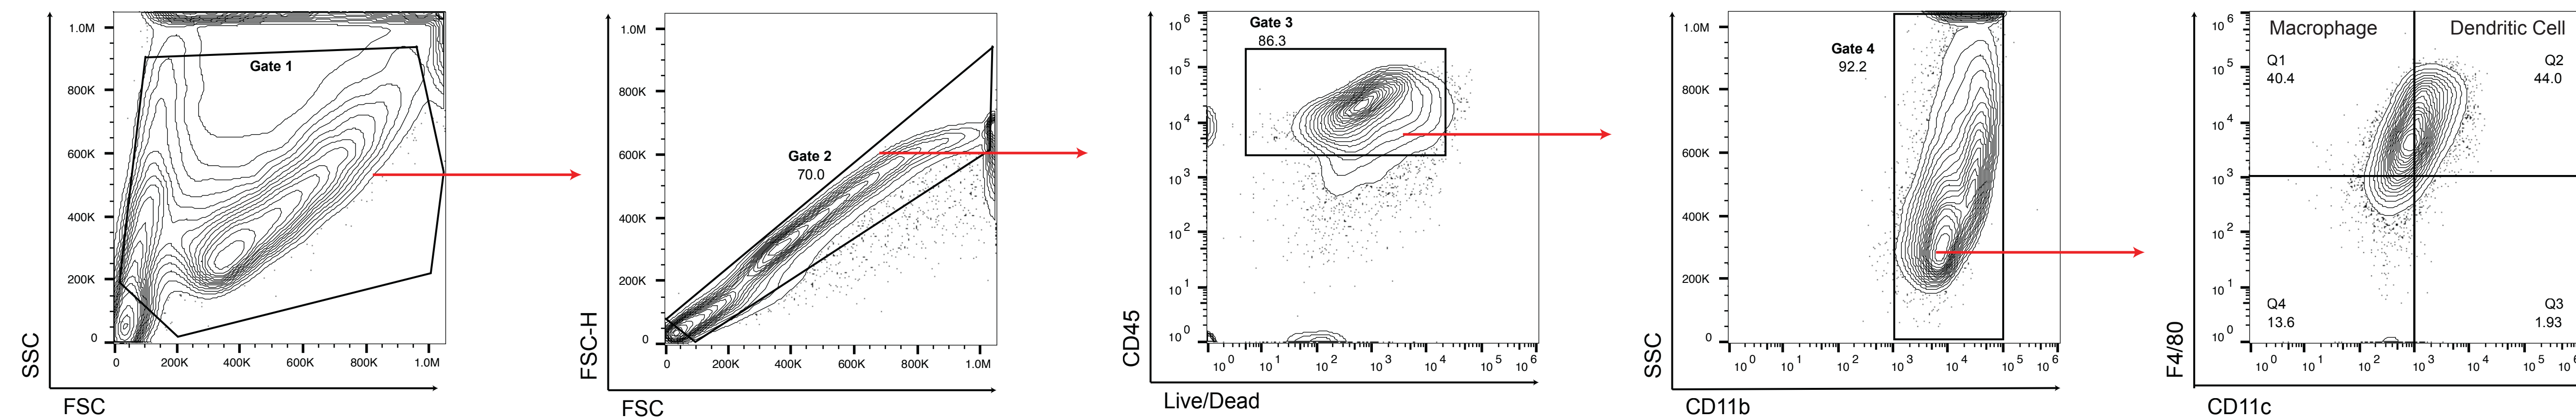 1.0M
800K
600K
400K
200K
0
Gate 1
0
200K
400K
600K
800K
1.0M
SSC
FSC
1.0M
800K
600K
400K
200K
0
Gate 2
70.0
0
200K
400K
600K
800K
1.0M
FSC-H
FSC
10 6
10 5
10 4
10 3
10 2
10 1
10 0
Gate 3
86.3
10 0
10 1
10 2
10 3
10 4
10 5
10 6
CD45
Live/Dead
1.0M
800K
600K
400K
200K
0
Gate 4
92.2
10 0
10 1
10 2
10 3
10 4
10 5
10 6
SSC
CD11b
10 6
10 5
10 4
10 3
10 2
10 1
10 0
Macrophage
Dendritic Cell
Q1
40.4
Q2
44.0
Q4
13.6
Q3
1.93
10 0
10 1
10 2
10 3
10 4
10 5
F4/80
CD11c